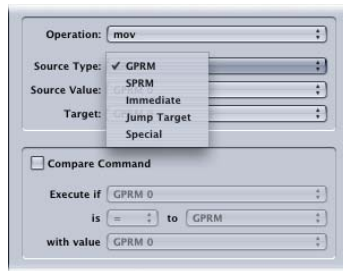 Operation: mov
Source Type: ✓ GPRM
SPRM
Source Value:
Immediate
Target: Jump Target
Special
Compare Command
Execute if GPRM 0
is = to GPRM
with value GPRM 0